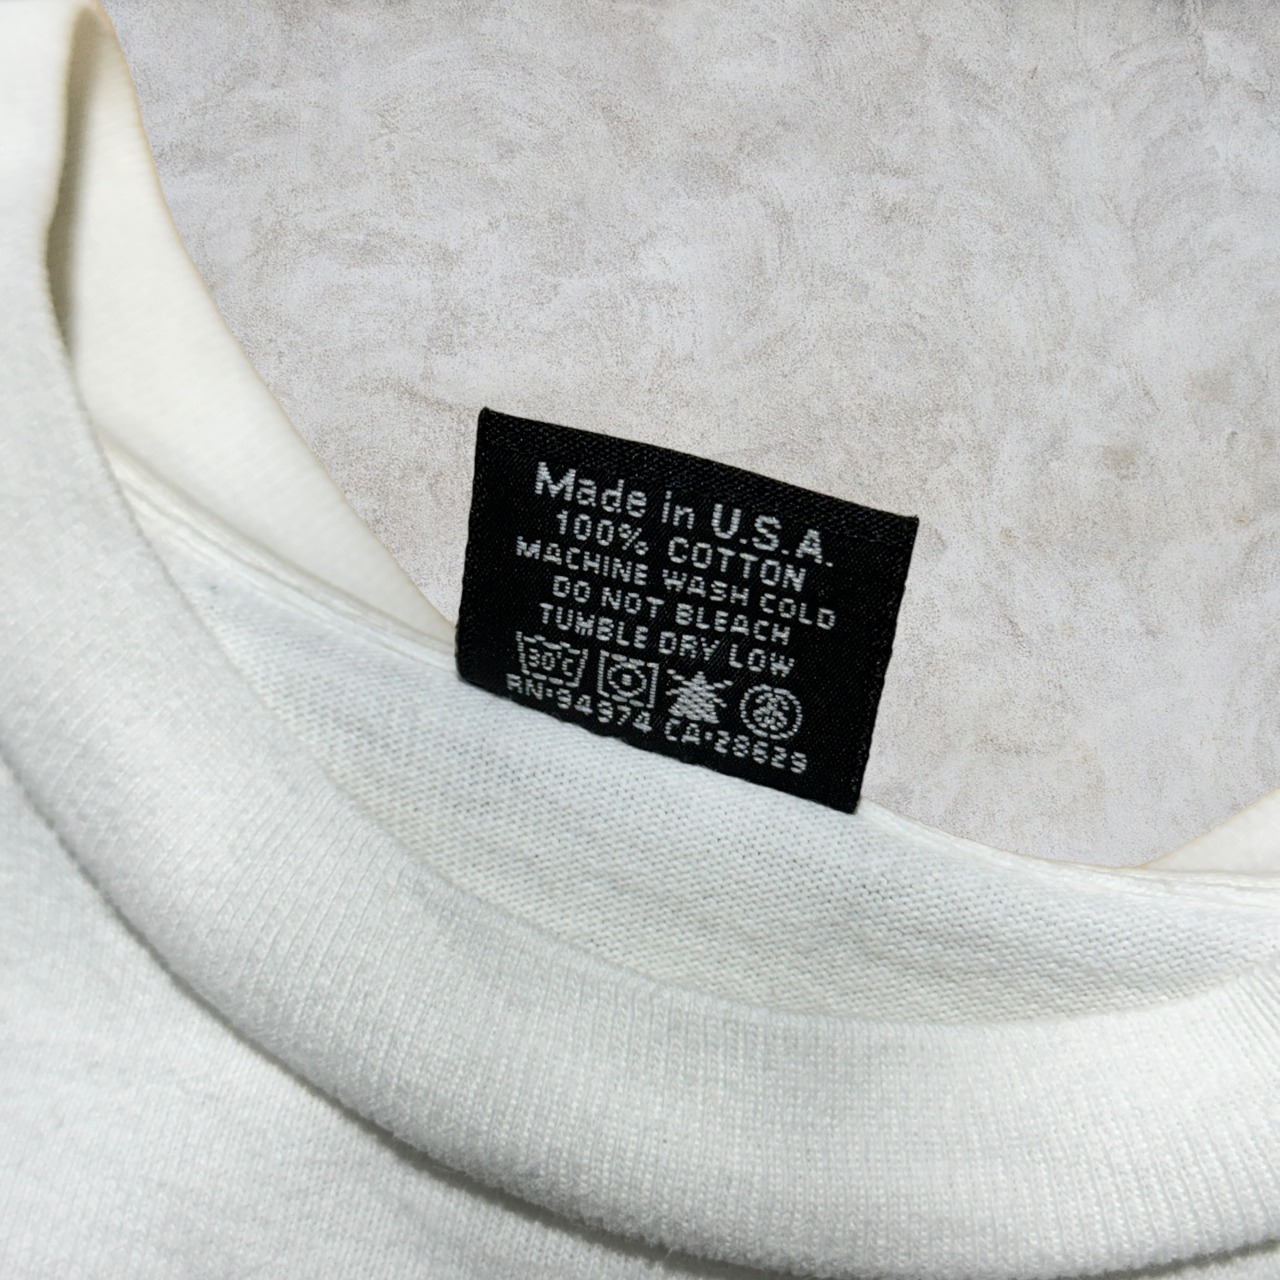 Made in U.S.A.
100% COTTON
MACHINE WASH COLD
DO NOT BLEACH
TUMBLE DRY LOW
30°C
RN·94974 CA·28629